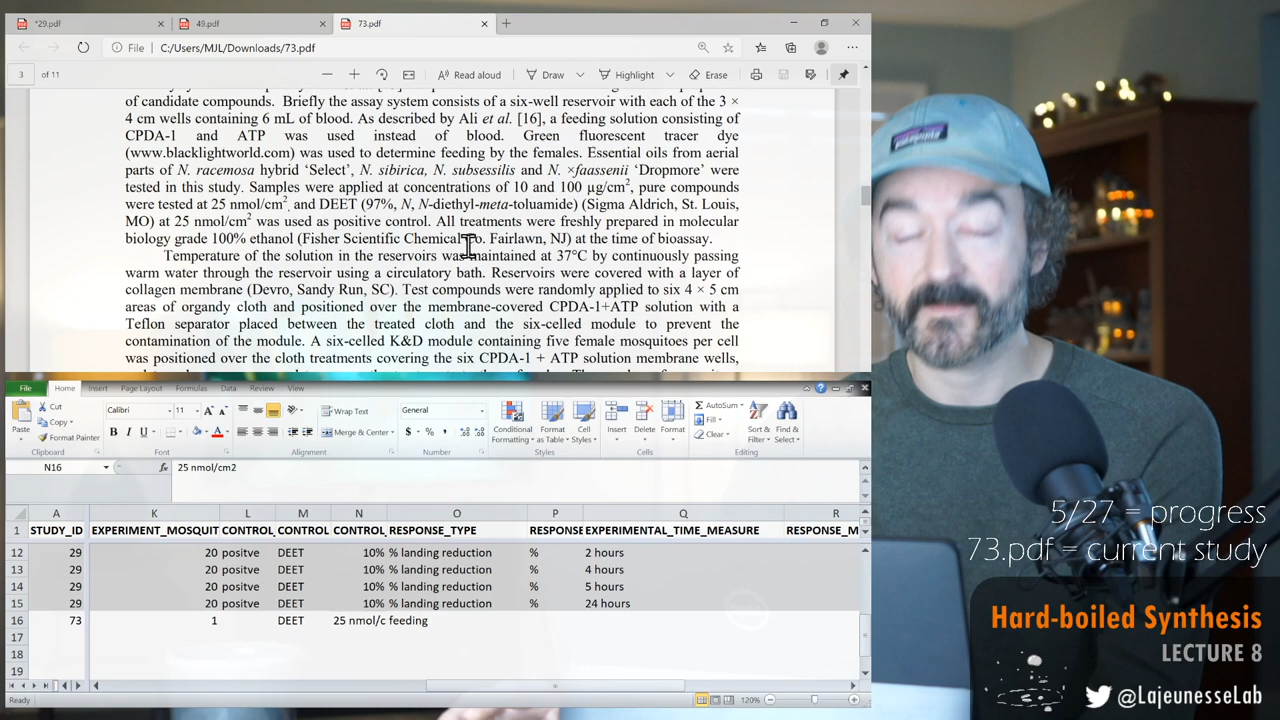 *29.pdf
49.pdf
73.pdf
File C:/Users/MJL/Downloads/73.pdf
3 of 11
Read aloud
Draw
Highlight
Erase
of candidate compounds. Briefly the assay system consists of a six-well reservoir with each of the 3 ×
4 cm wells containing 6 mL of blood. As described by Ali et al. [16], a feeding solution consisting of
CPDA-1 and ATP was used instead of blood. Green fluorescent tracer dye
(www.blacklightworld.com) was used to determine feeding by the females. Essential oils from aerial
parts of N. racemosa hybrid ‘Select’, N. sibirica, N. subsessilis and N. ×faassenii ‘Dropmore’ were
tested in this study. Samples were applied at concentrations of 10 and 100 µg/cm2, pure compounds
were tested at 25 nmol/cm2, and DEET (97%, N, N-diethyl-meta-toluamide) (Sigma Aldrich, St. Louis,
MO) at 25 nmol/cm2 was used as positive control. All treatments were freshly prepared in molecular
biology grade 100% ethanol (Fisher Scientific Chemical Co. Fairlawn, NJ) at the time of bioassay.
Temperature of the solution in the reservoirs was maintained at 37°C by continuously passing
warm water through the reservoir using a circulatory bath. Reservoirs were covered with a layer of
collagen membrane (Devro, Sandy Run, SC). Test compounds were randomly applied to six 4 × 5 cm
areas of organdy cloth and positioned over the membrane-covered CPDA-1+ATP solution with a
Teflon separator placed between the treated cloth and the six-celled module to prevent the
contamination of the module. A six-celled K&D module containing five female mosquitoes per cell
was positioned over the cloth treatments covering the six CPDA-1 + ATP solution membrane wells,
File Home Insert Page Layout Formulas Data Review View
Paste
Cut
Copy
Format Painter
Clipboard
Calibri 11
B I U
Font
Wrap Text
Merge & Center
Alignment
General
$ % ,
Number
Conditional Formatting
Format as Table
Cell Styles
Styles
Insert Delete Format
Cells
AutoSum
Fill
Clear
Sort & Filter
Find & Select
Editing
N16 fx 25 nmol/cm2
A K L M N O P Q R
1 STUDY_ID EXPERIMENT_MOSQUIT CONTROL_ CONTROL CONTROL_ RESPONSE_TYPE RESPONSE EXPERIMENTAL_TIME_MEASURE RESPONSE_M
12 29 20 positve DEET 10% % landing reduction % 2 hours
13 29 20 positve DEET 10% % landing reduction % 4 hours
14 29 20 positve DEET 10% % landing reduction % 5 hours
15 29 20 positve DEET 10% % landing reduction % 24 hours
16 73 1 DEET 25 nmol/c feeding
17
18
19
Ready
120%
patagonia
5/27 = progress
73.pdf = current study
Hard-boiled Synthesis
LECTURE 8
@LajeunesseLab